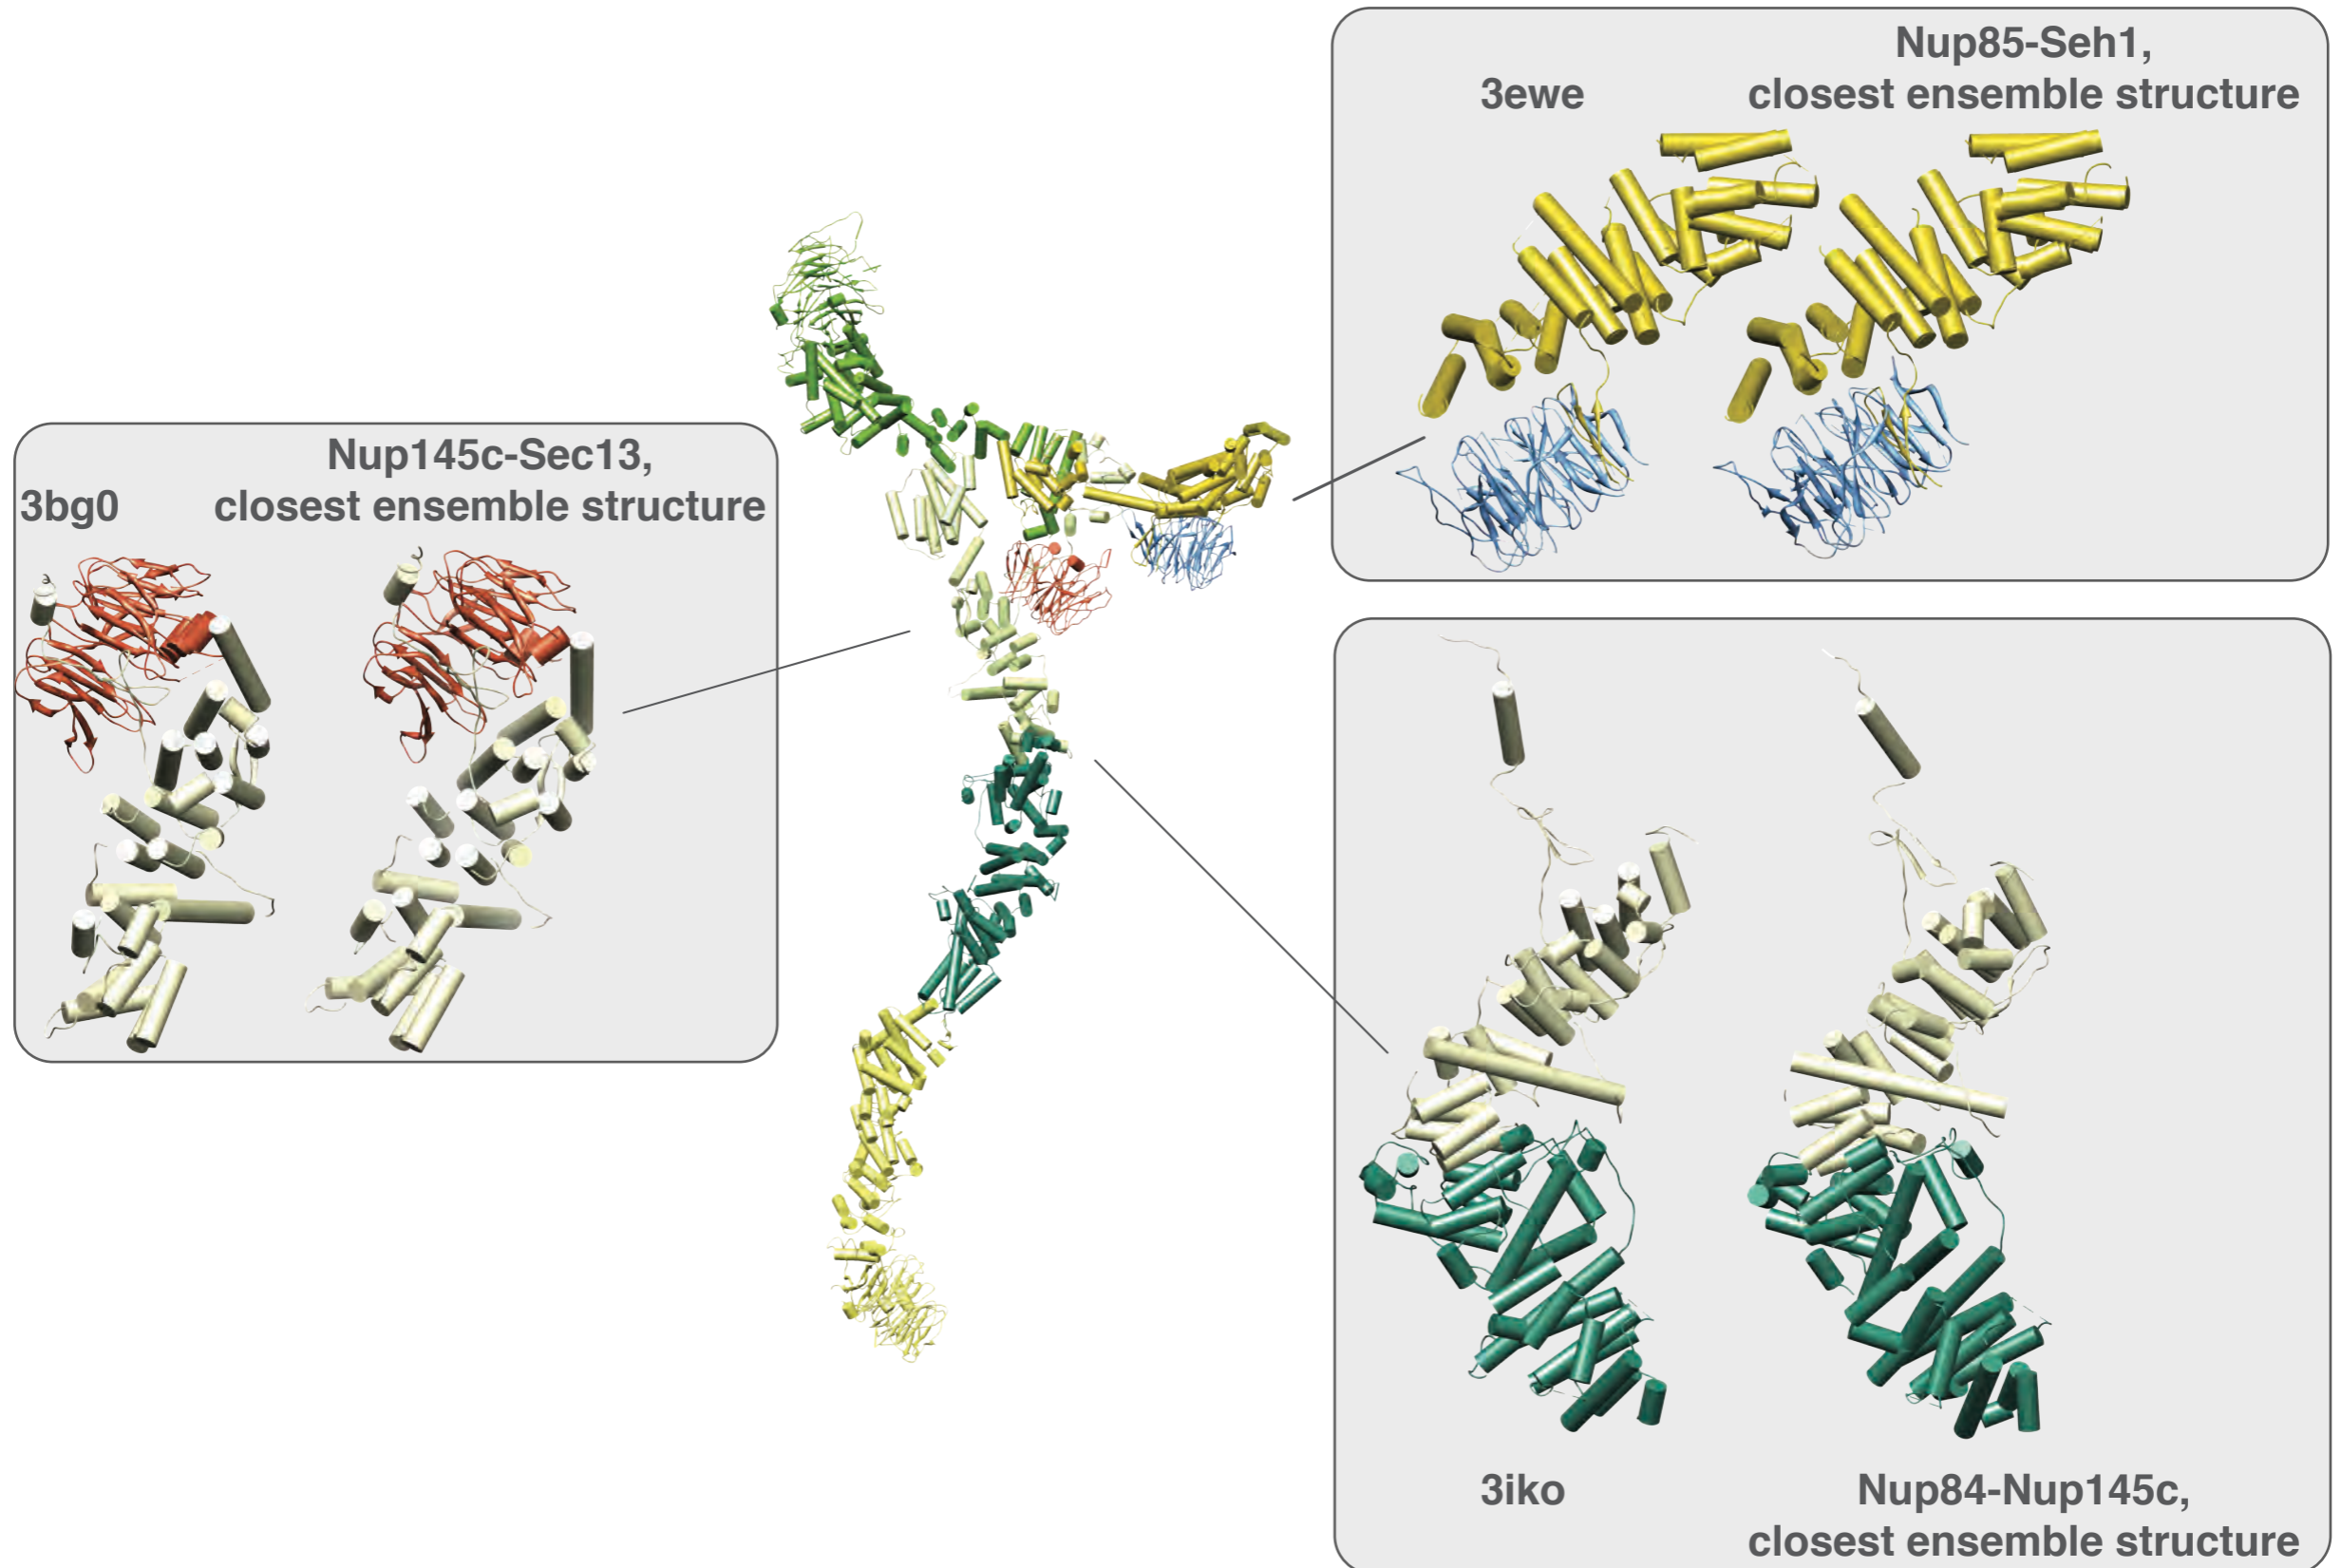 Nup85-Seh1,
3ewe closest ensemble structure
Nup145c-Sec13,
3bg0 closest ensemble structure
3iko Nup84-Nup145c,
closest ensemble structure